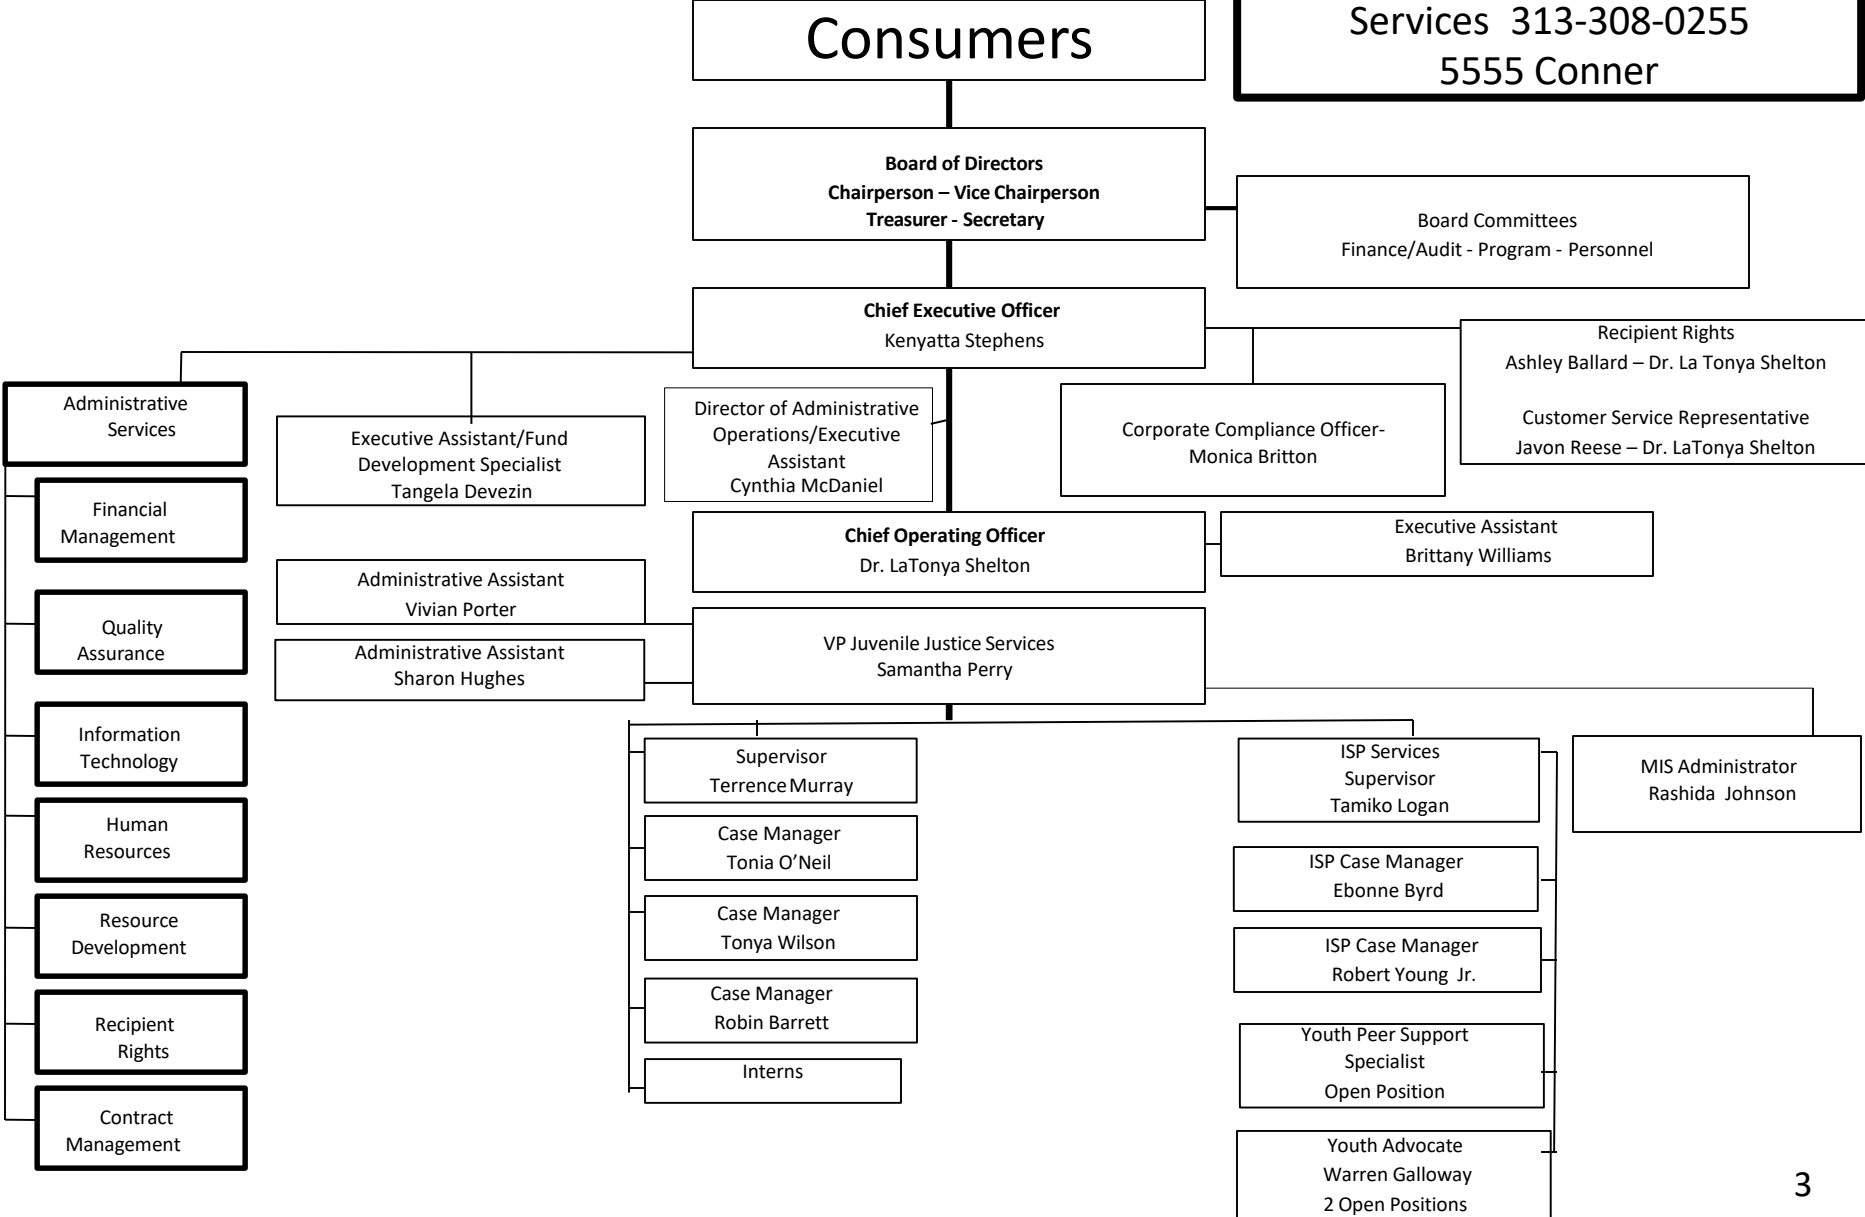 Consumers
Services 313-308-0255
5555 Conner
Board of Directors
Chairperson – Vice Chairperson
Treasurer - Secretary
Board Committees
Finance/Audit - Program - Personnel
Chief Executive Officer
Kenyatta Stephens
Recipient Rights
Ashley Ballard – Dr. La Tonya Shelton
Customer Service Representative
Javon Reese – Dr. LaTonya Shelton
Administrative
Services
Executive Assistant/Fund
Development Specialist
Tangela Devezin
Director of Administrative
Operations/Executive
Assistant
Cynthia McDaniel
Corporate Compliance Officer-
Monica Britton
Financial
Management
Chief Operating Officer
Dr. LaTonya Shelton
Executive Assistant
Brittany Williams
Administrative Assistant
Vivian Porter
Quality
Assurance
Administrative Assistant
Sharon Hughes
VP Juvenile Justice Services
Samantha Perry
Information
Technology
Human
Resources
Resource
Development
Recipient
Rights
Contract
Management
Supervisor
Terrence Murray
Case Manager
Tonia O’Neil
Case Manager
Tonya Wilson
Case Manager
Robin Barrett
Interns
ISP Services
Supervisor
Tamiko Logan
ISP Case Manager
Ebonne Byrd
ISP Case Manager
Robert Young Jr.
Youth Peer Support
Specialist
Open Position
Youth Advocate
Warren Galloway
2 Open Positions
MIS Administrator
Rashida Johnson
3